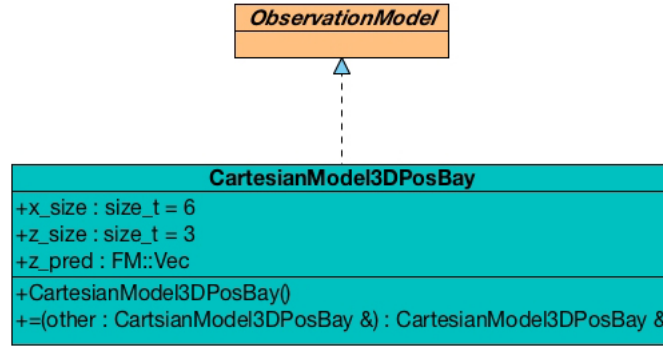 ObservationModel
CartesianModel3DPosBay
+x_size : size_t = 6
+z_size : size_t = 3
+z_pred : FM::Vec
+CartesianModel3DPosBay()
+=(other : CartsianModel3DPosBay &) : CartesianModel3DPosBay &